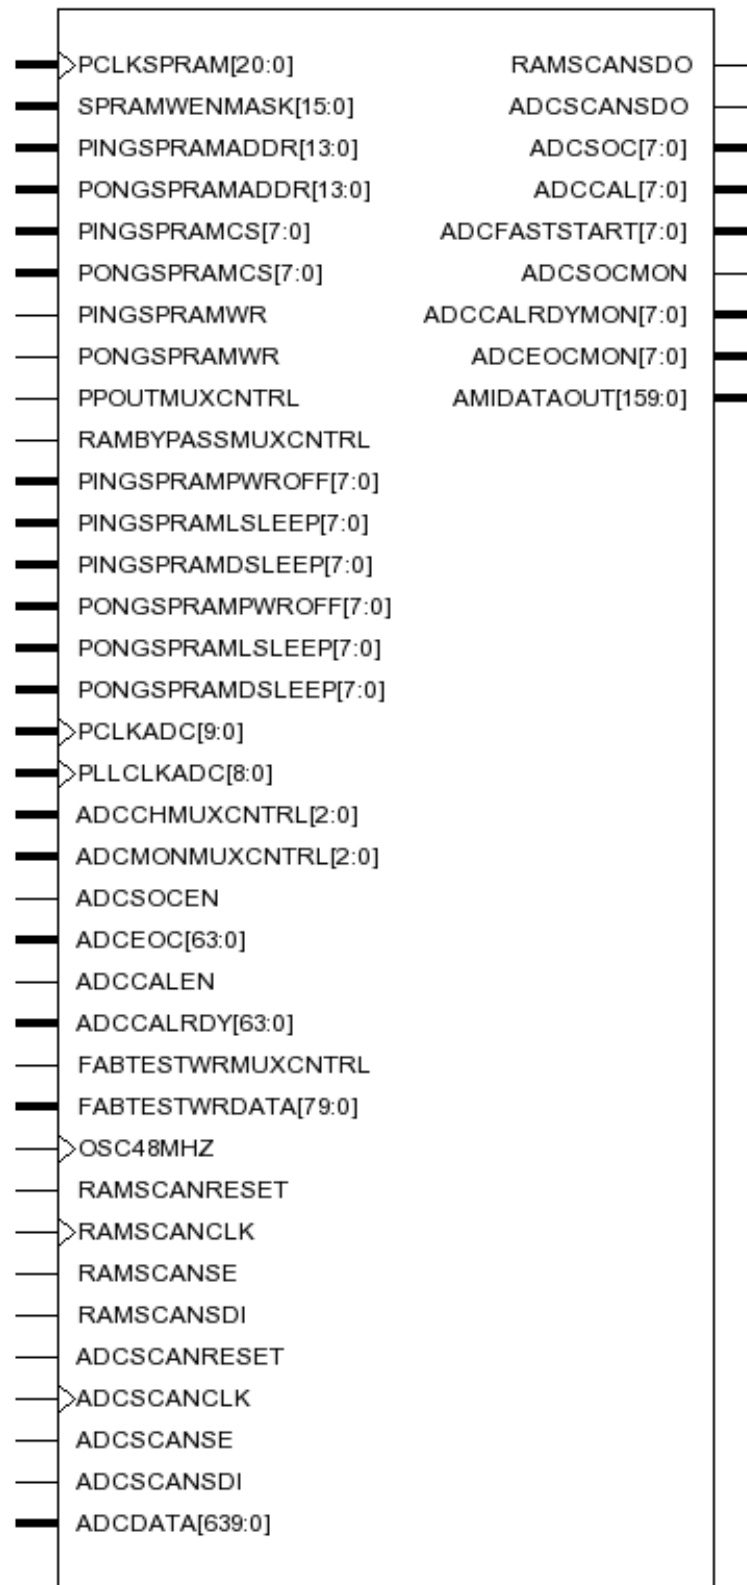 PCLKSPRAM[20:0] RAMSCANSDO
SPRAMWENMASK[15:0] ADCSCANSDO
PINGSPRAMADDR[13:0] ADCSOC[7:0]
PONGSPRAMADDR[13:0] ADCCAL[7:0]
PINGSPRAMCS[7:0] ADCFASTSTART[7:0]
PONGSPRAMCS[7:0] ADCSOCMON
PINGSPRAMWR ADCCALRDYMON[7:0]
PONGSPRAMWR ADCEOCMON[7:0]
PPOUTMUXCNTRL AMIDATAOUT[159:0]
RAMBYPASSMUXCNTRL
PINGSPRAMPWROFF[7:0]
PINGSPRAMLSLEEP[7:0]
PINGSPRAMDSLEEP[7:0]
PONGSPRAMPWROFF[7:0]
PONGSPRAMLSLEEP[7:0]
PONGSPRAMDSLEEP[7:0]
PCLKADC[9:0]
PLLCLKADC[8:0]
ADCCHMUXCNTRL[2:0]
ADCMONMUXCNTRL[2:0]
ADCSOCEN
ADCEOC[63:0]
ADCCALEN
ADCCALRDY[63:0]
FABTESTWRMUXCNTRL
FABTESTWRDATA[79:0]
OSC48MHZ
RAMSCANRESET
RAMSCANCLK
RAMSCANSE
RAMSCANSDI
ADCSCANRESET
ADCSCANCLK
ADCSCANSE
ADCSCANSDI
ADCDATA[639:0]